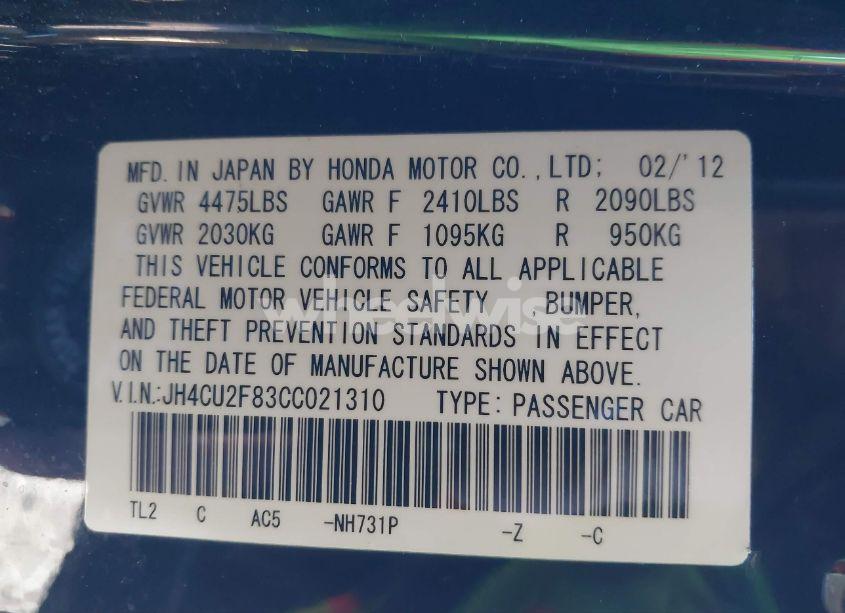 MFD. IN JAPAN BY HONDA MOTOR CO.,LTD; 02/'12
GVWR 4475LBS GAWR F 2410LBS R 2090LBS
GVWR 2030KG GAWR F 1095KG R 950KG
THIS VEHICLE CONFORMS TO ALL APPLICABLE
FEDERAL MOTOR VEHICLE SAFETY ,BUMPER,
wheelwise
AND THEFT PREVENTION STANDARDS IN EFFECT
ON THE DATE OF MANUFACTURE SHOWN ABOVE.
V.I.N.:JH4CU2F83CC021310 TYPE: PASSENGER CAR
TL2 C AC5 -NH731P -Z -C